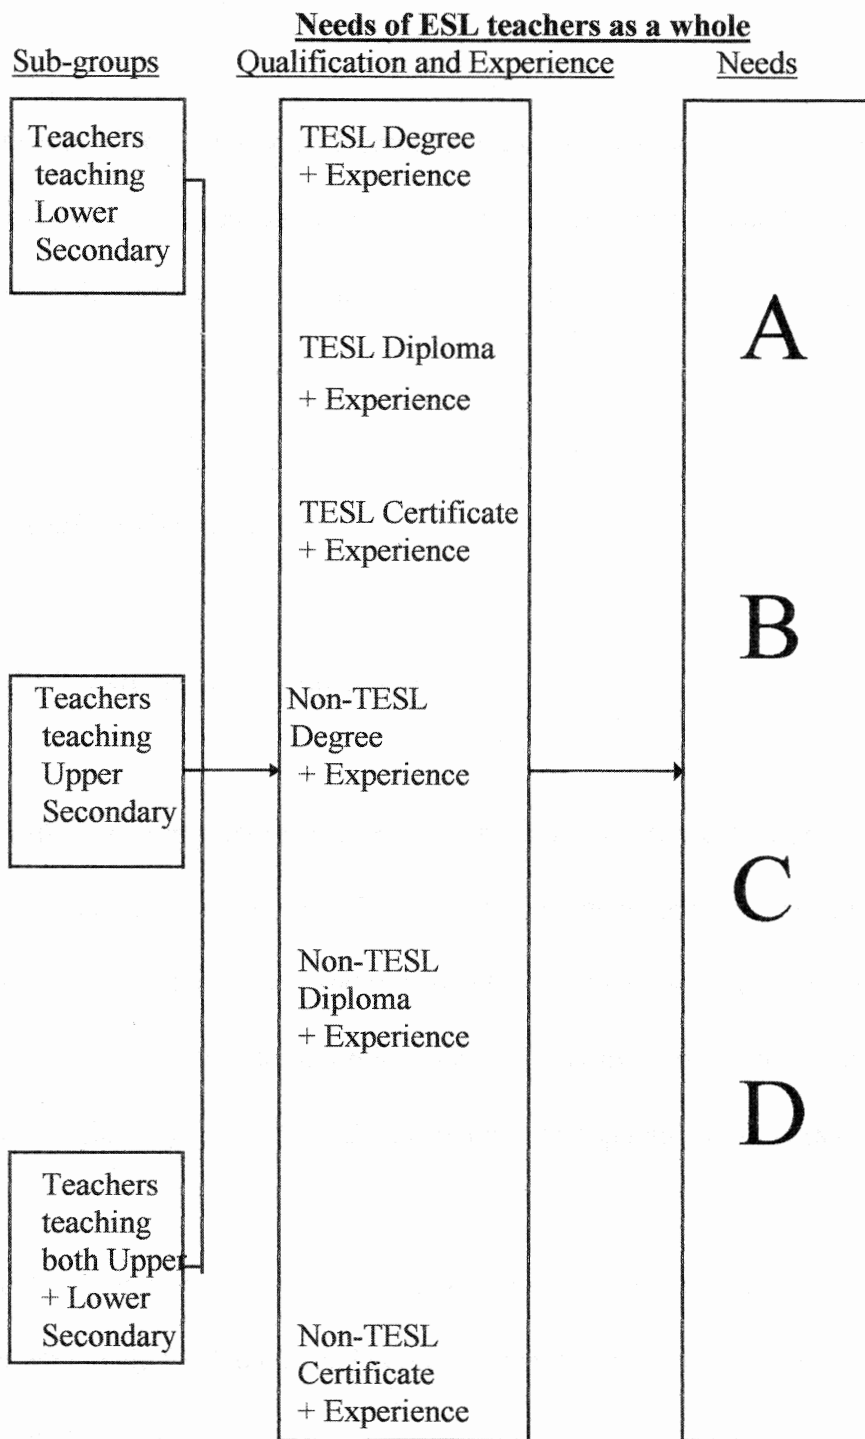 Needs of ESL teachers as a whole
Sub-groups Qualification and Experience Needs
Teachers
teaching
Lower
Secondary
Teachers
teaching
Upper
Secondary
Teachers
teaching
both Upper
+ Lower
Secondary
TESL Degree
+ Experience
TESL Diploma
+ Experience
TESL Certificate
+ Experience
Non-TESL
Degree
+ Experience
Non-TESL
Diploma
+ Experience
Non-TESL
Certificate
+ Experience
A
B
C
D